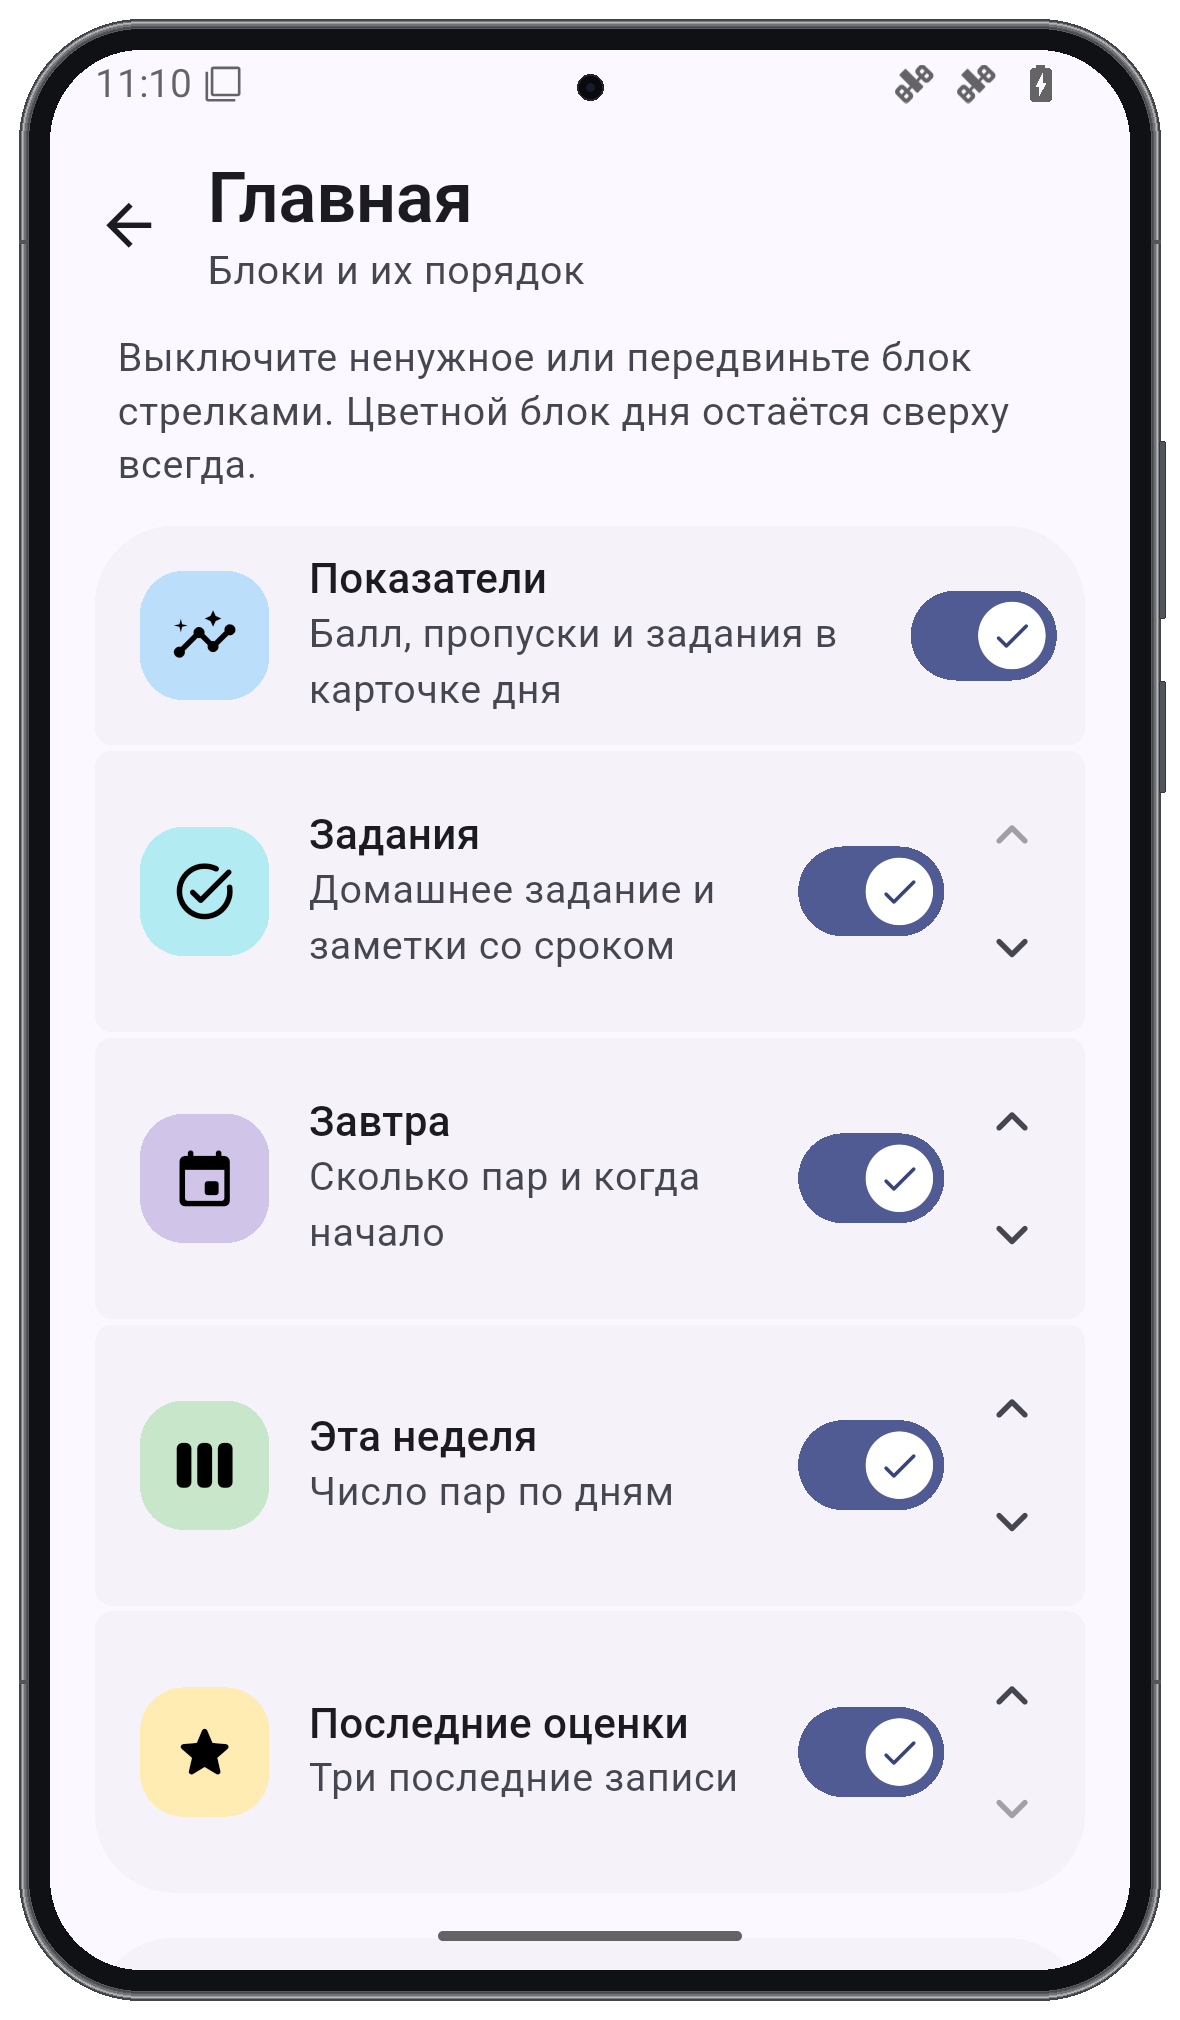 11:10
Главная
Блоки и их порядок
Выключите ненужное или передвиньте блок
стрелками. Цветной блок дня остаётся сверху
всегда.
Показатели
Балл, пропуски и задания в
карточке дня
Задания
Домашнее задание и
заметки со сроком
Завтра
Сколько пар и когда
начало
Эта неделя
Число пар по дням
Последние оценки
Три последние записи